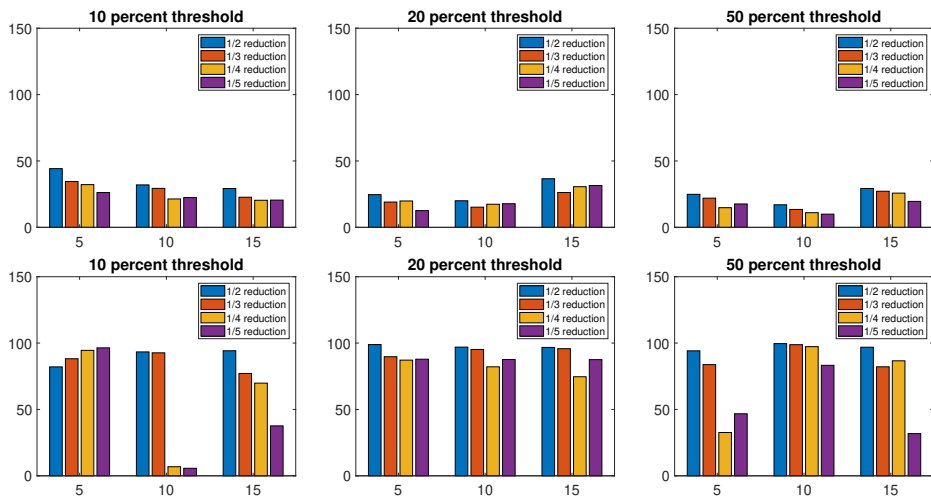 10 percent threshold
150
100
50
0
5
10
15
1/2 reduction
1/3 reduction
1/4 reduction
1/5 reduction
20 percent threshold
150
100
50
0
5
10
15
1/2 reduction
1/3 reduction
1/4 reduction
1/5 reduction
50 percent threshold
150
100
50
0
5
10
15
1/2 reduction
1/3 reduction
1/4 reduction
1/5 reduction
10 percent threshold
150
100
50
0
5
10
15
1/2 reduction
1/3 reduction
1/4 reduction
1/5 reduction
20 percent threshold
150
100
50
0
5
10
15
1/2 reduction
1/3 reduction
1/4 reduction
1/5 reduction
50 percent threshold
150
100
50
0
5
10
15
1/2 reduction
1/3 reduction
1/4 reduction
1/5 reduction